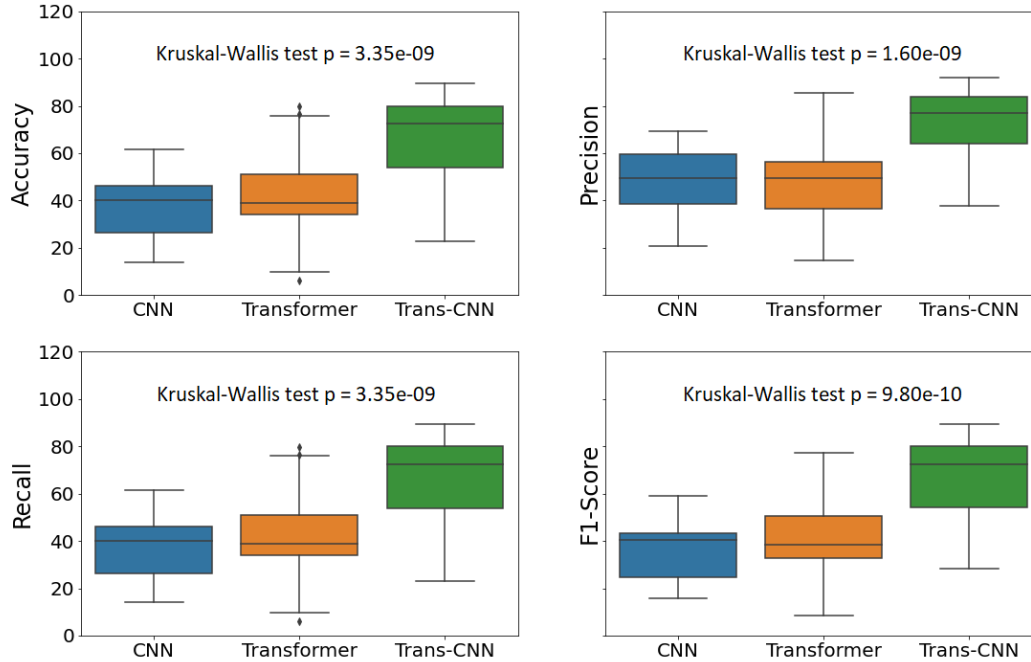 120
100
80
60
40
20
0
Accuracy
Kruskal-Wallis test p = 3.35e-09
CNN
Transformer
Trans-CNN
Precision
Kruskal-Wallis test p = 1.60e-09
CNN
Transformer
Trans-CNN
120
100
80
60
40
20
0
Recall
Kruskal-Wallis test p = 3.35e-09
CNN
Transformer
Trans-CNN
F1-Score
Kruskal-Wallis test p = 9.80e-10
CNN
Transformer
Trans-CNN